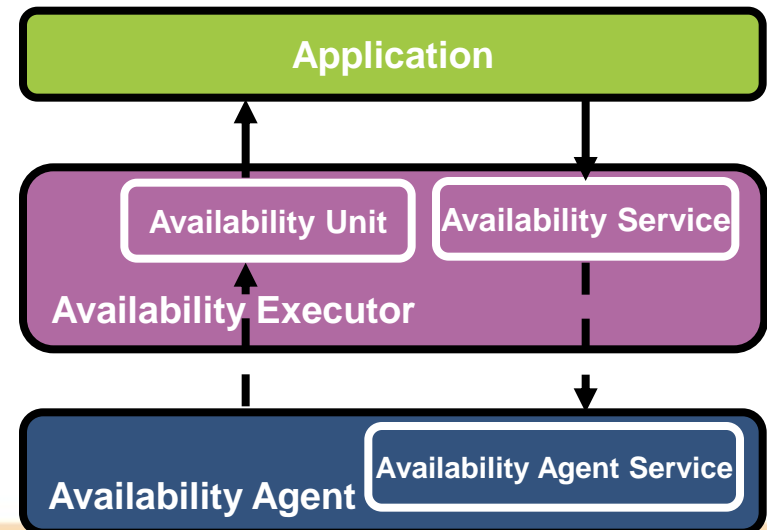 Application
Availability Unit
Availability Service
Availability Executor
Availability Agent Service
Availability Agent